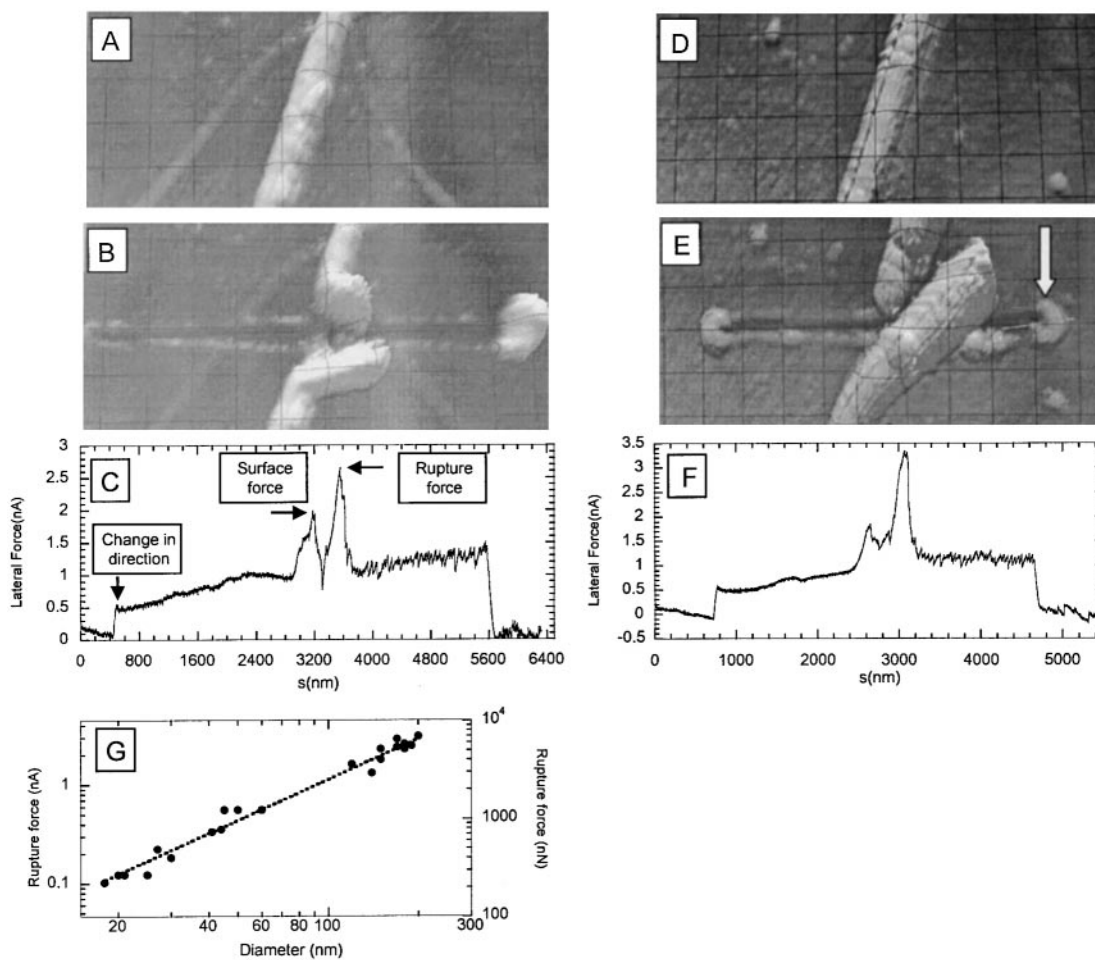 A
D
B
E
C
Surface
force
Rupture
force
Change in
direction
Lateral Force(nA)
3
2.5
2
1.5
1
0.5
0
0
800
1600
2400
3200
4000
4800
5600
6400
s(nm)
F
Lateral Force(nA)
3.5
3
2.5
2
1.5
1
0.5
0
-0.5
0
1000
2000
3000
4000
5000
s(nm)
G
Rupture force (nA)
1
0.1
10^4
1000
100
Rupture force (nN)
20
40
60
80
100
300
Diameter (nm)